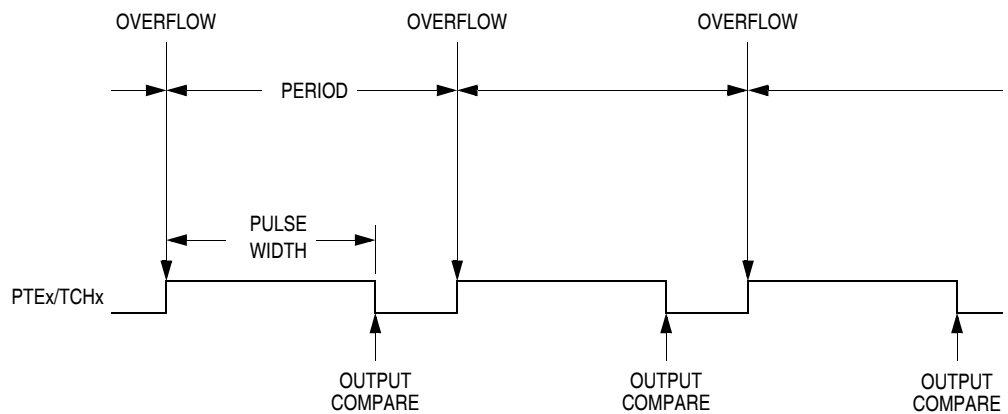 OVERFLOW
OVERFLOW
OVERFLOW
PERIOD
PULSE
WIDTH
PTEx/TCHx
OUTPUT
COMPARE
OUTPUT
COMPARE
OUTPUT
COMPARE